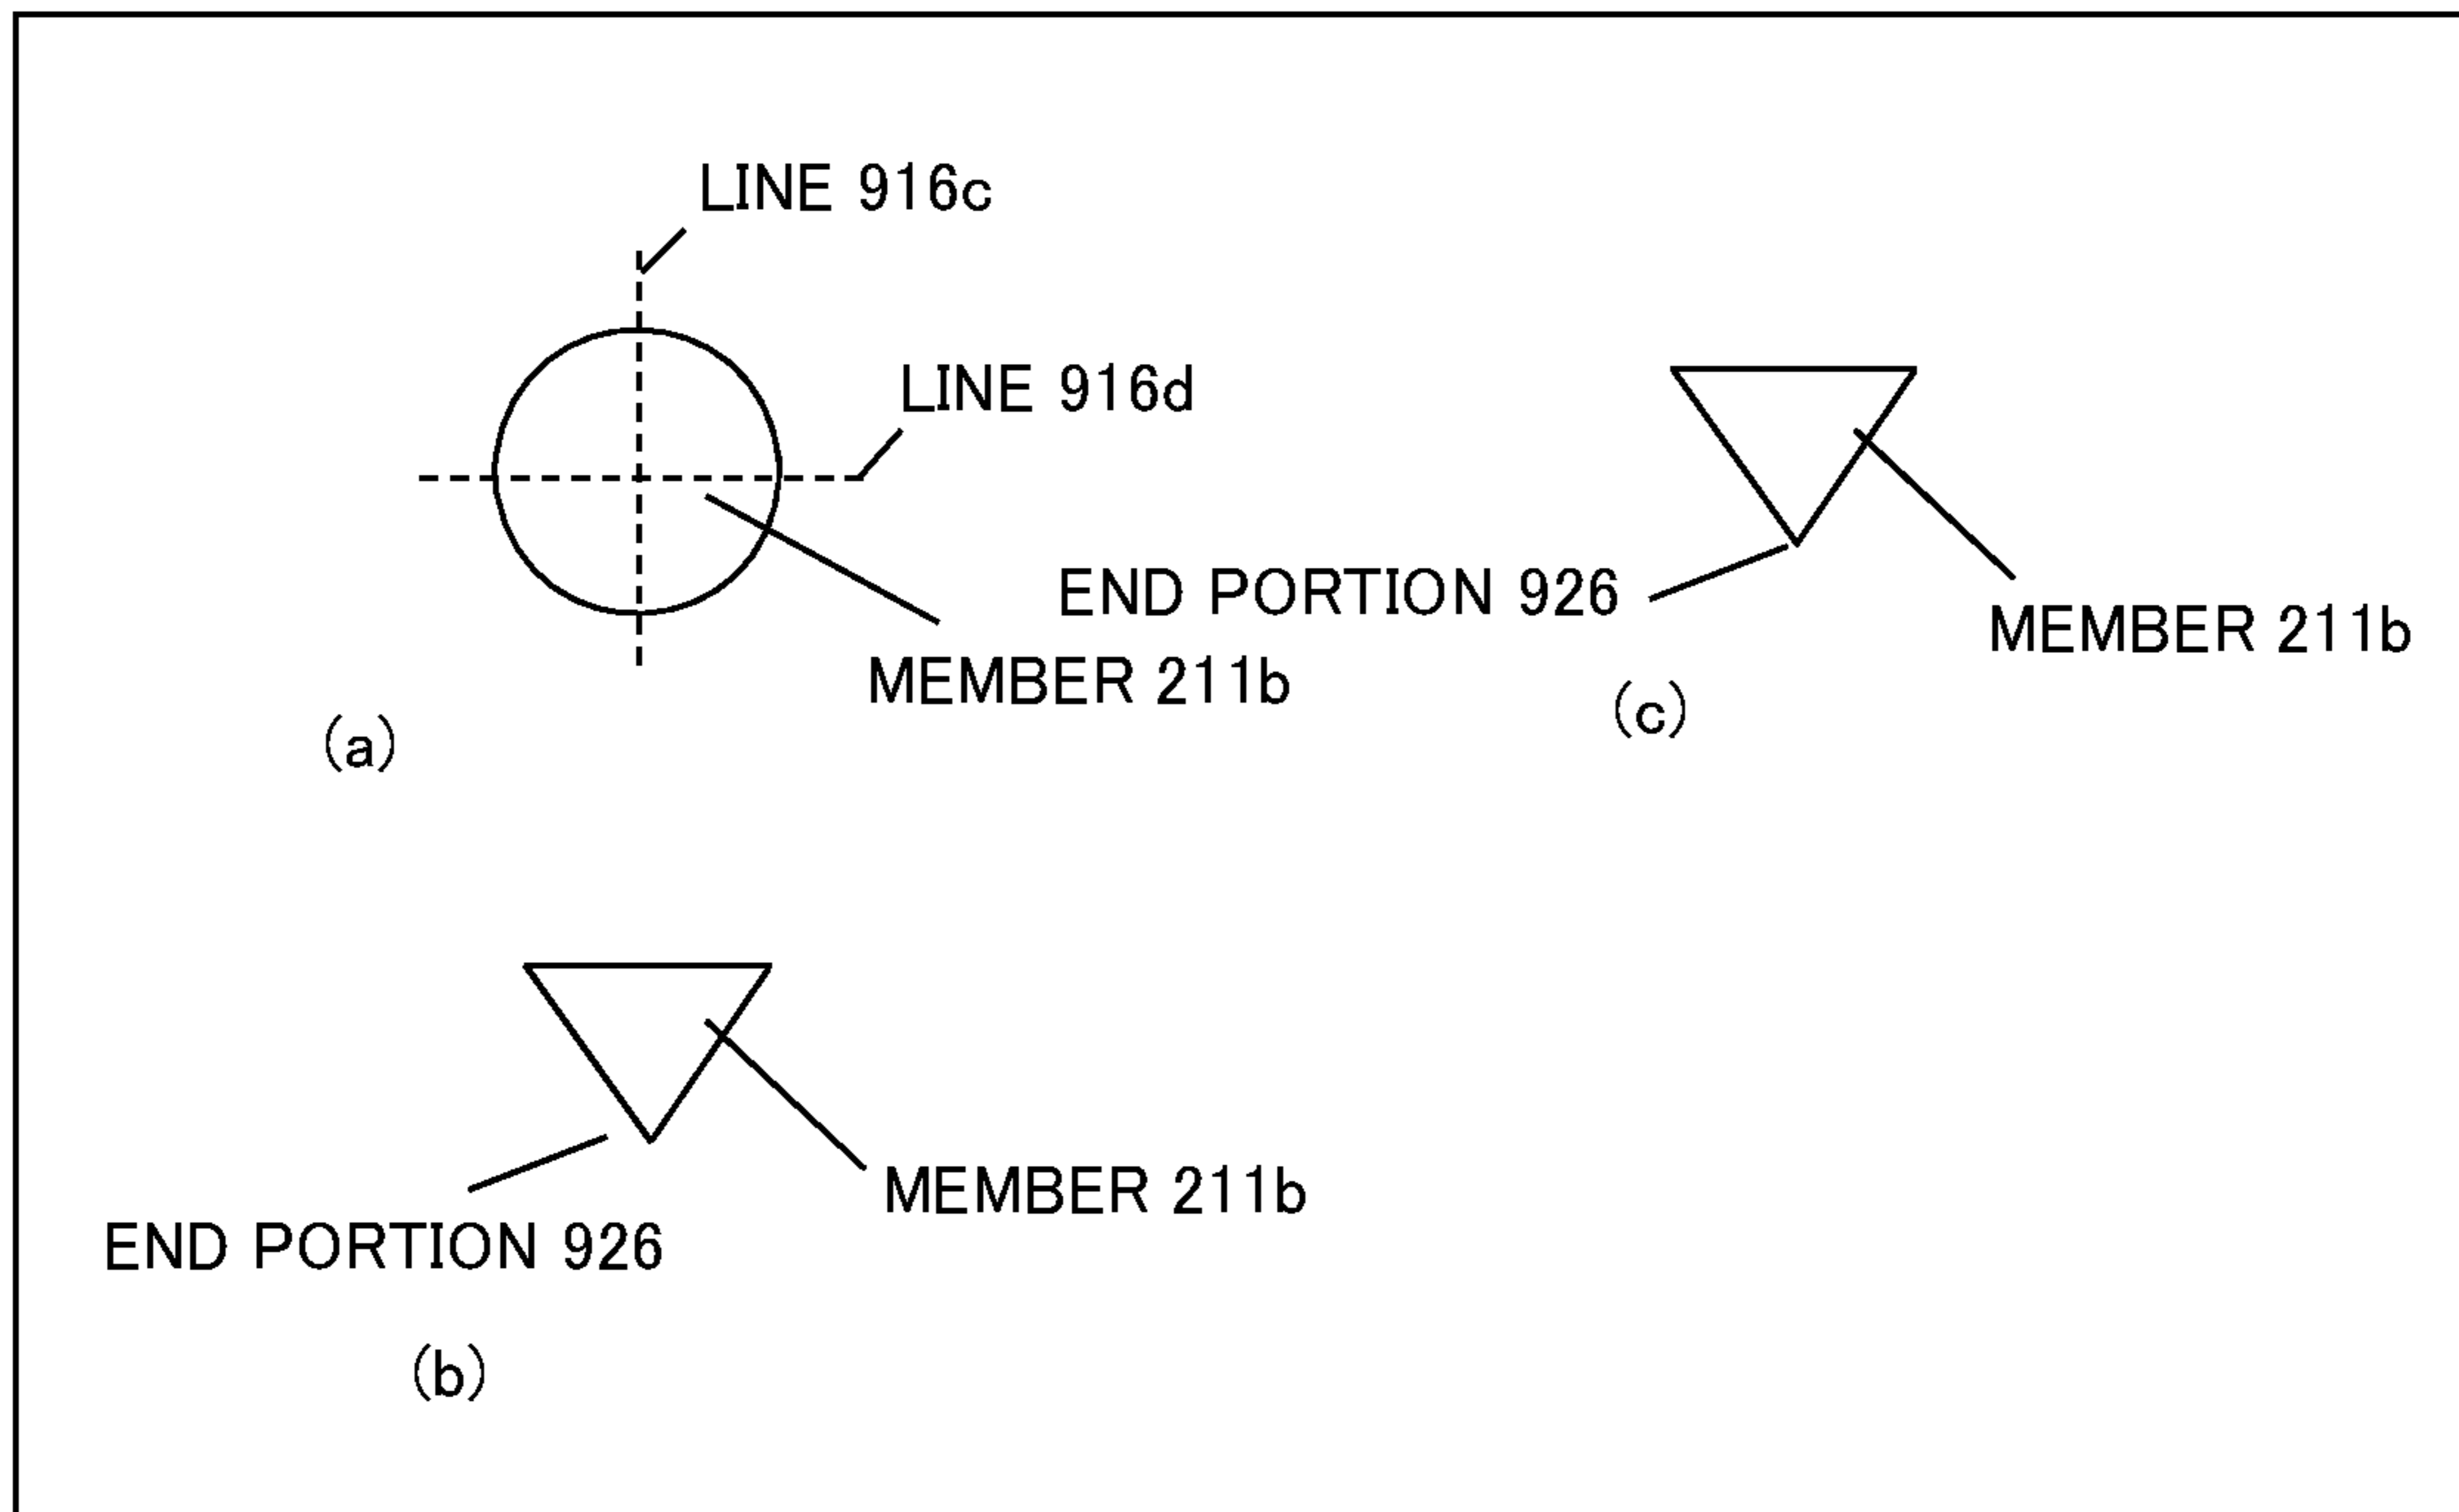 LINE 916c
LINE 916d
MEMBER 211b
(a)
END PORTION 926
MEMBER 211b
(c)
MEMBER 211b
END PORTION 926
(b)